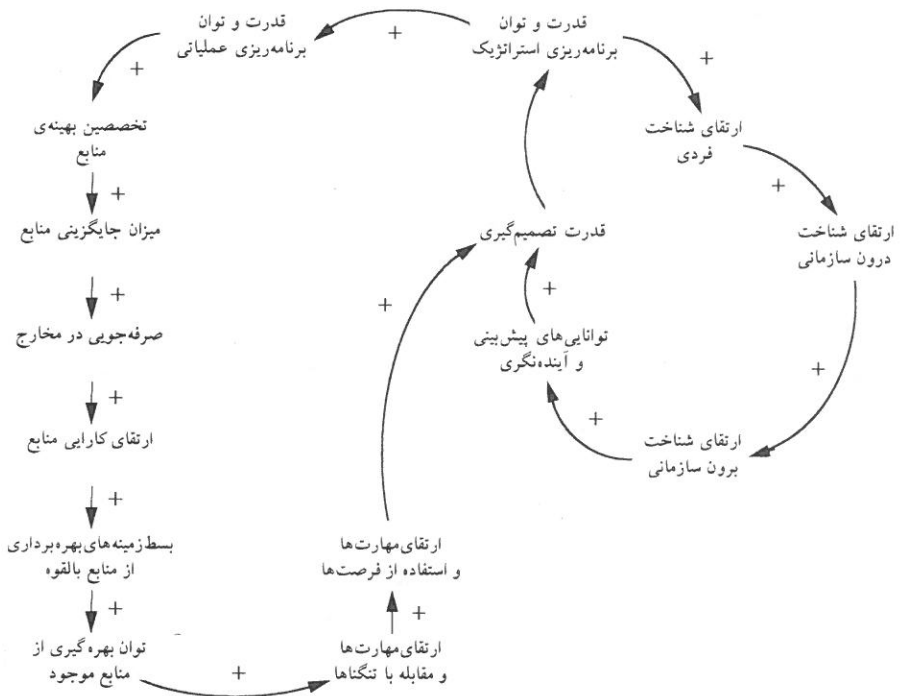 قدرت و توان
برنامه‌ریزی استراتژیک
قدرت و توان
برنامه‌ریزی عملیاتی
ارتقای شناخت
فردی
ارتقای شناخت
درون سازمانی
ارتقای شناخت
برون سازمانی
توانایی‌های پیش‌بینی
و آینده‌نگری
قدرت تصمیم‌گیری
تخصصین بهینه‌ی
منابع
میزان جایگزینی منابع
صرفه‌جویی در مخارج
ارتقای کارایی منابع
بسط زمینه‌های بهره‌برداری
از منابع بالقوه
توان بهره‌گیری از
منابع موجود
ارتقای مهارت‌ها
و مقابله با تنگناها
ارتقای مهارت‌ها
و استفاده از فرصت‌ها